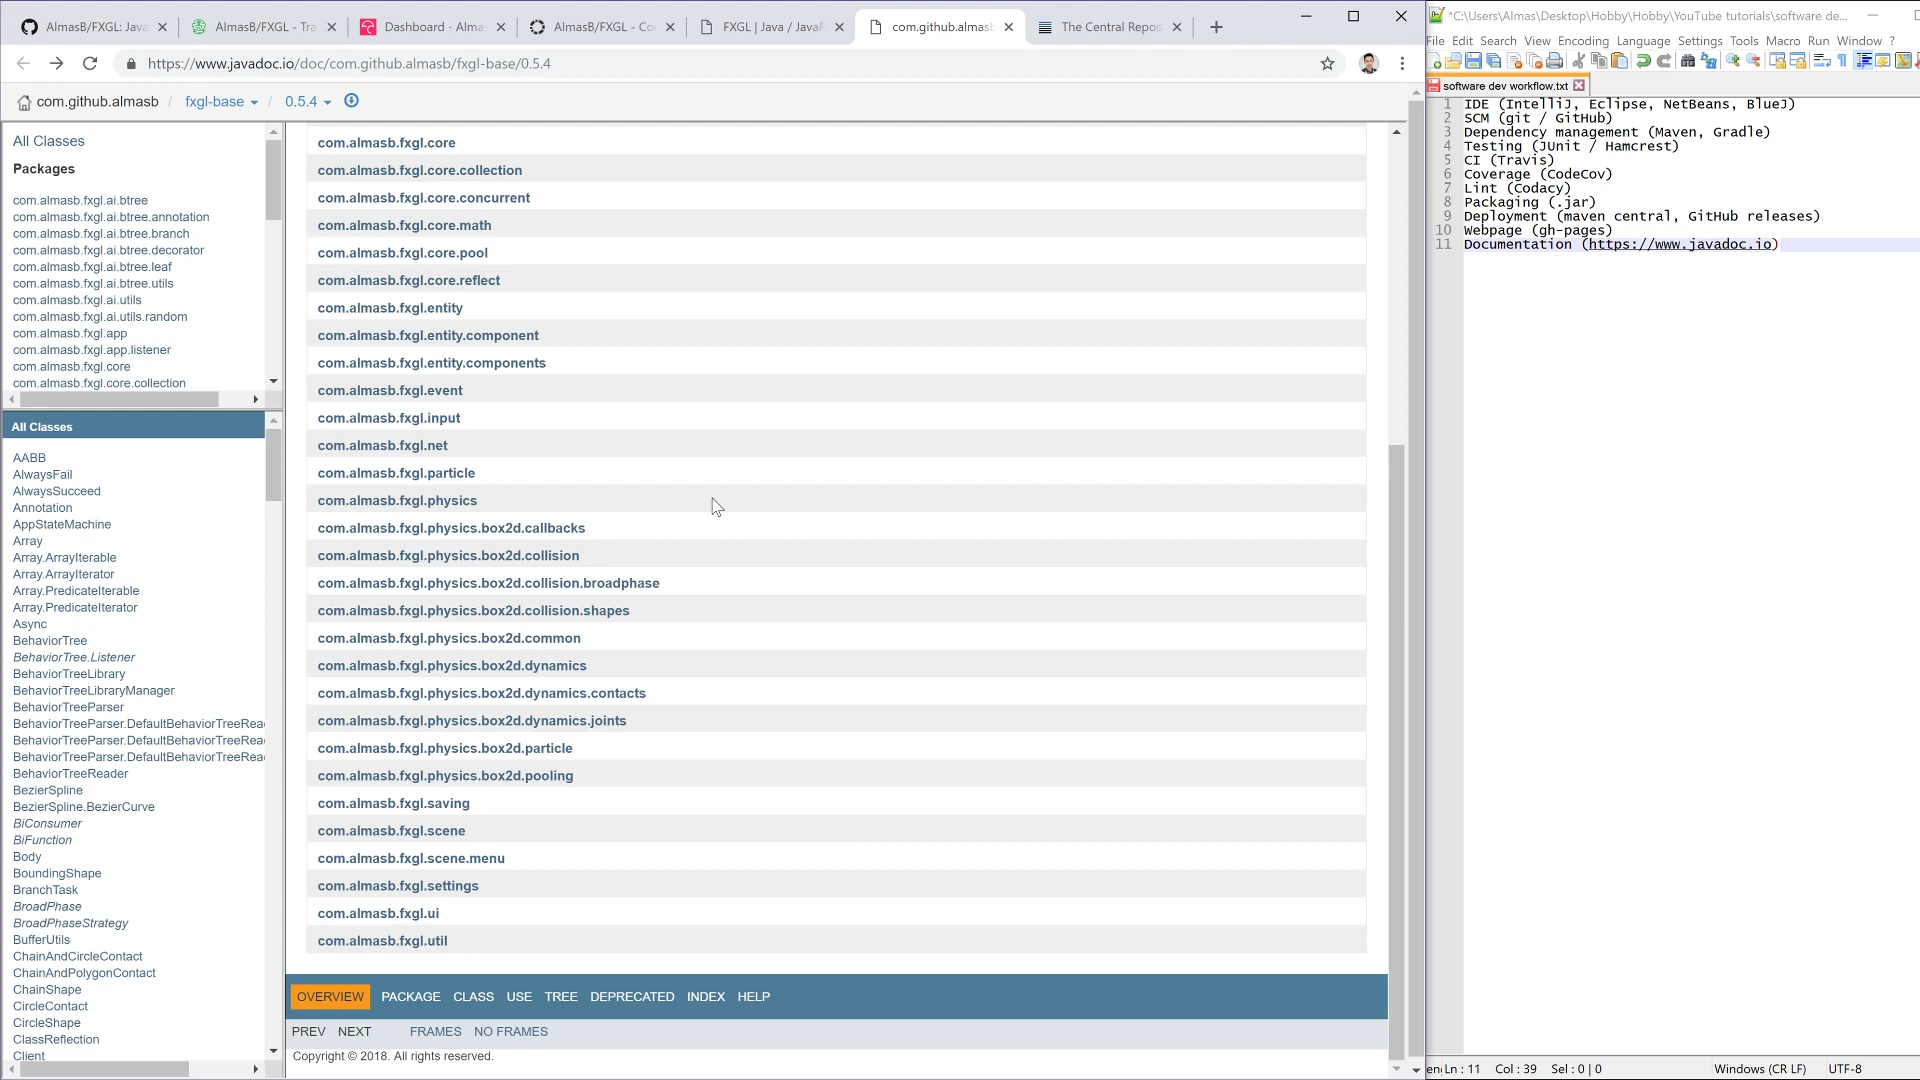 AlmasB/FXGL: Java
AlmasB/FXGL - Tra
Dashboard · Almas
AlmasB/FXGL - Co
FXGL | Java / JavaF
com.github.almasb
The Central Repos
https://www.javadoc.io/doc/com.github.almasb/fxgl-base/0.5.4
com.github.almasb / fxgl-base / 0.5.4
All Classes
Packages
com.almasb.fxgl.ai.btree
com.almasb.fxgl.ai.btree.annotation
com.almasb.fxgl.ai.btree.branch
com.almasb.fxgl.ai.btree.decorator
com.almasb.fxgl.ai.btree.leaf
com.almasb.fxgl.ai.btree.utils
com.almasb.fxgl.ai.utils
com.almasb.fxgl.ai.utils.random
com.almasb.fxgl.app
com.almasb.fxgl.app.listener
com.almasb.fxgl.core
com.almasb.fxgl.core.collection
All Classes
AABB
AlwaysFail
AlwaysSucceed
Annotation
AppStateMachine
Array
Array.ArrayIterable
Array.ArrayIterator
Array.PredicateIterable
Array.PredicateIterator
Async
BehaviorTree
BehaviorTree.Listener
BehaviorTreeLibrary
BehaviorTreeLibraryManager
BehaviorTreeParser
BehaviorTreeParser.DefaultBehaviorTreeRea
BehaviorTreeParser.DefaultBehaviorTreeRea
BehaviorTreeParser.DefaultBehaviorTreeRea
BehaviorTreeReader
BezierSpline
BezierSpline.BezierCurve
BiConsumer
BiFunction
Body
BoundingShape
BranchTask
BroadPhase
BroadPhaseStrategy
BufferUtils
ChainAndCircleContact
ChainAndPolygonContact
ChainShape
CircleContact
CircleShape
ClassReflection
Client
com.almasb.fxgl.core
com.almasb.fxgl.core.collection
com.almasb.fxgl.core.concurrent
com.almasb.fxgl.core.math
com.almasb.fxgl.core.pool
com.almasb.fxgl.core.reflect
com.almasb.fxgl.entity
com.almasb.fxgl.entity.component
com.almasb.fxgl.entity.components
com.almasb.fxgl.event
com.almasb.fxgl.input
com.almasb.fxgl.net
com.almasb.fxgl.particle
com.almasb.fxgl.physics
com.almasb.fxgl.physics.box2d.callbacks
com.almasb.fxgl.physics.box2d.collision
com.almasb.fxgl.physics.box2d.collision.broadphase
com.almasb.fxgl.physics.box2d.collision.shapes
com.almasb.fxgl.physics.box2d.common
com.almasb.fxgl.physics.box2d.dynamics
com.almasb.fxgl.physics.box2d.dynamics.contacts
com.almasb.fxgl.physics.box2d.dynamics.joints
com.almasb.fxgl.physics.box2d.particle
com.almasb.fxgl.physics.box2d.pooling
com.almasb.fxgl.saving
com.almasb.fxgl.scene
com.almasb.fxgl.scene.menu
com.almasb.fxgl.settings
com.almasb.fxgl.ui
com.almasb.fxgl.util
OVERVIEW PACKAGE CLASS USE TREE DEPRECATED INDEX HELP
PREV NEXT FRAMES NO FRAMES
Copyright © 2018. All rights reserved.
*C:\Users\Almas\Desktop\Hobby\Hobby\YouTube tutorials\software de...
File Edit Search View Encoding Language Settings Tools Macro Run Window ?
software dev workflow.txt
1 IDE (IntelliJ, Eclipse, NetBeans, BlueJ)
2 SCM (git / GitHub)
3 Dependency management (Maven, Gradle)
4 Testing (JUnit / Hamcrest)
5 CI (Travis)
6 Coverage (CodeCov)
7 Lint (Codacy)
8 Packaging (.jar)
9 Deployment (maven central, GitHub releases)
10 Webpage (gh-pages)
11 Documentation (https://www.javadoc.io)
en Ln : 11 Col : 39 Sel : 0 | 0 Windows (CR LF) UTF-8